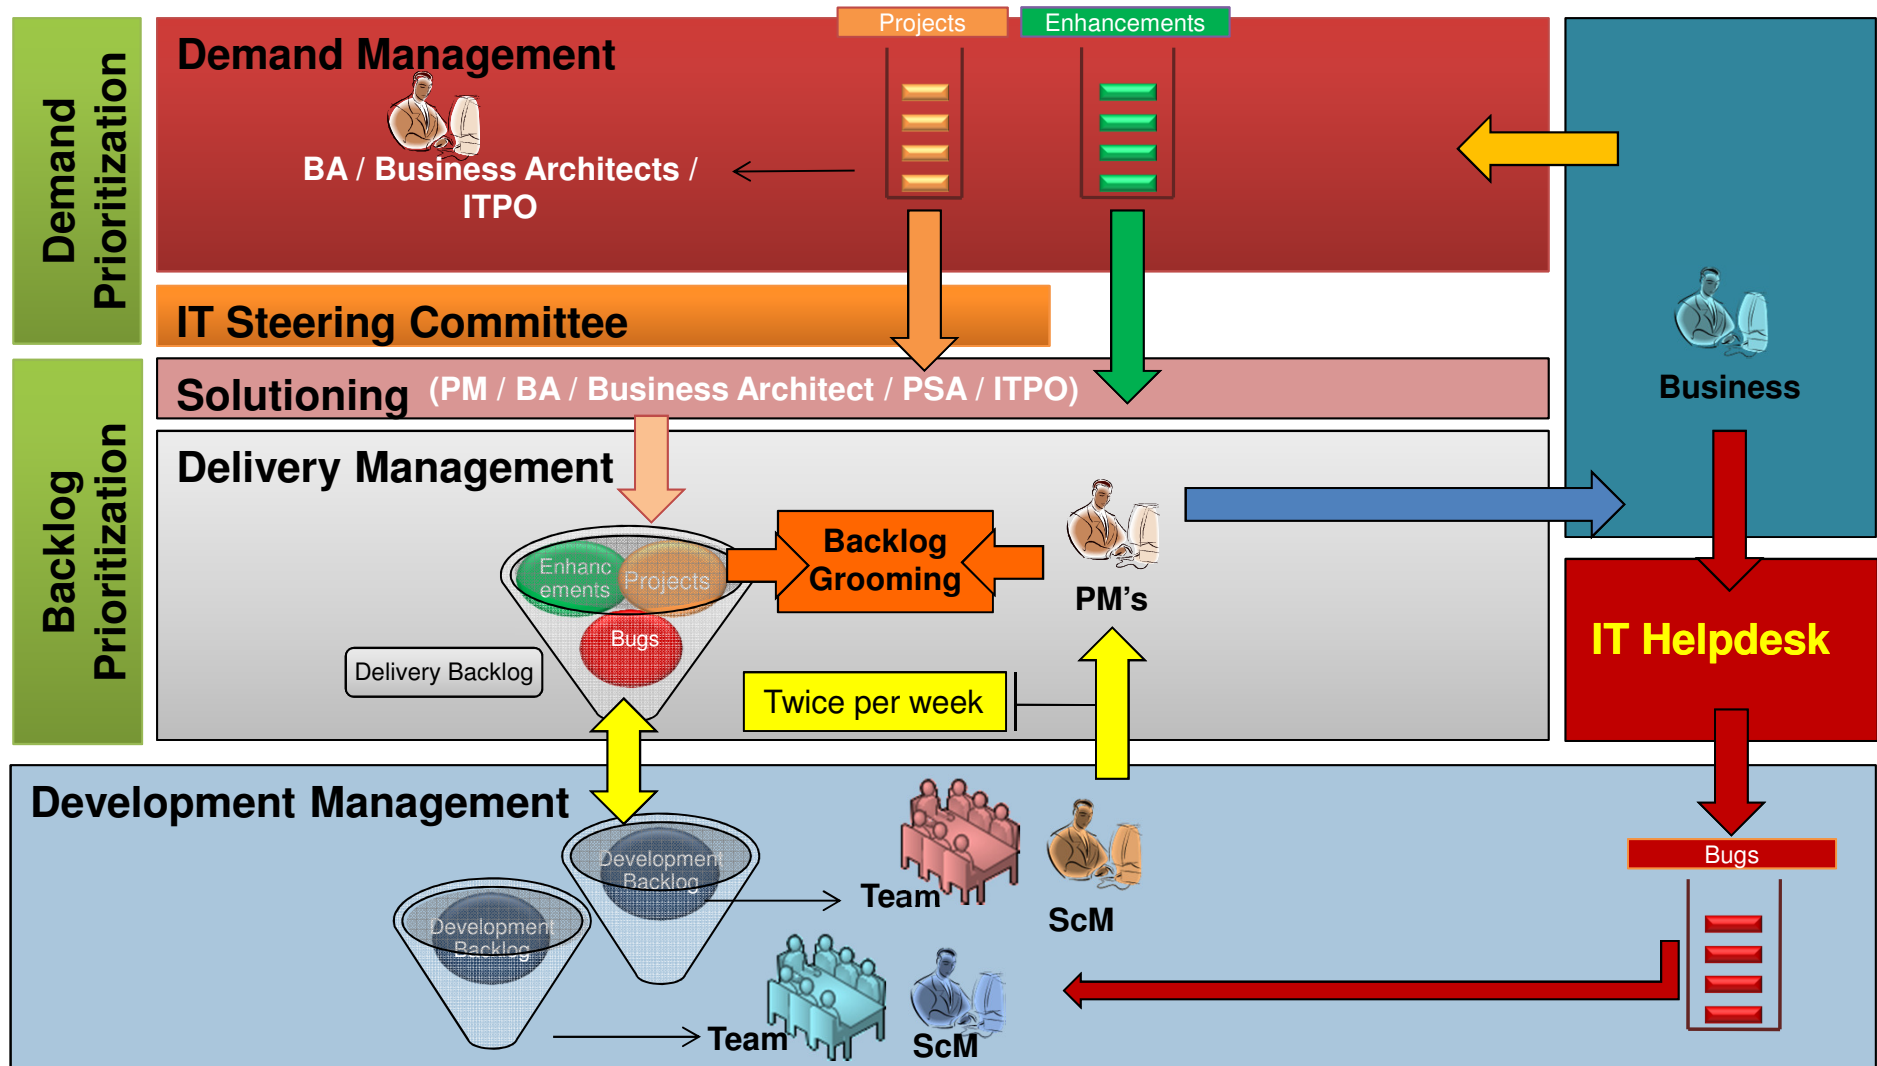 Projects
Enhancements
Demand
Prioritization
Demand Management
BA / Business Architects /
ITPO
IT Steering Committee
Solutioning (PM / BA / Business Architect / PSA / ITPO)
Business
Backlog
Prioritization
Delivery Management
Enhanc
ements
Projects
Bugs
Backlog
Grooming
PM's
Delivery Backlog
Twice per week
IT Helpdesk
Development Management
Development
Backlog
Team
ScM
Development
Backlog
Team
ScM
Bugs